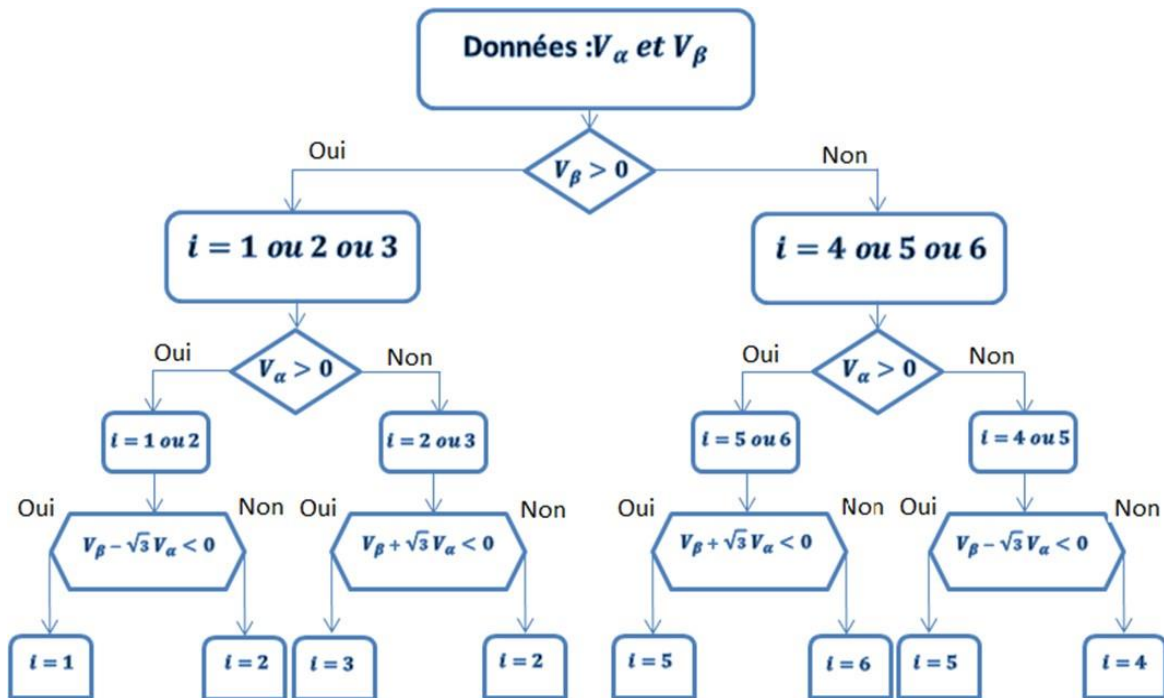 Données :Vα et Vβ
Oui
Non
Vβ > 0
i = 1 ou 2 ou 3
i = 4 ou 5 ou 6
Oui
Non
Oui
Non
Vα > 0
Vα > 0
i = 1 ou 2
i = 2 ou 3
i = 5 ou 6
i = 4 ou 5
Oui
Non
Oui
Non
Oui
Non
Oui
Non
Vβ − √3 Vα < 0
Vβ + √3 Vα < 0
Vβ + √3 Vα < 0
Vβ − √3 Vα < 0
i = 1
i = 2
i = 3
i = 2
i = 5
i = 6
i = 5
i = 4